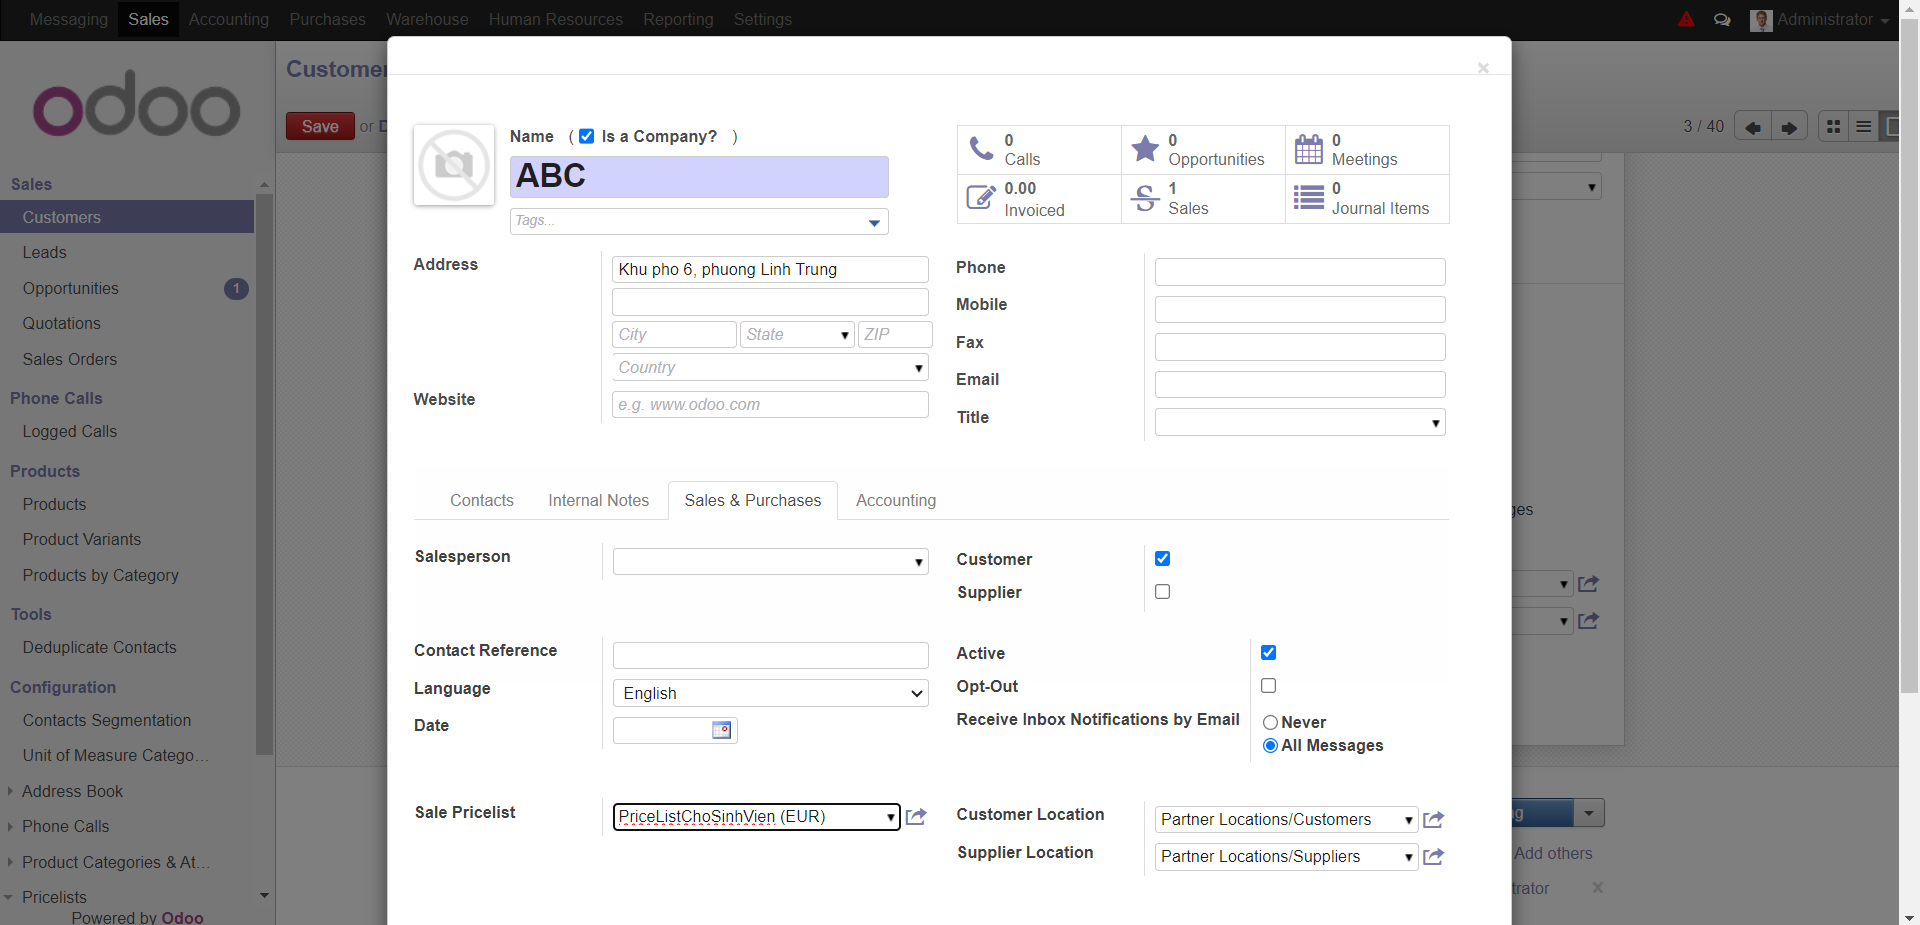 Messaging Sales Accounting Purchases Warehouse Human Resources Reporting Settings Administrator
odoo
Custome
Save or D
3 / 40
Sales
Customers
Leads
Opportunities 1
Quotations
Sales Orders
Phone Calls
Logged Calls
Products
Products
Product Variants
Products by Category
Tools
Deduplicate Contacts
Configuration
Contacts Segmentation
Unit of Measure Catego...
Address Book
Phone Calls
Product Categories & At...
Pricelists
Powered by Odoo
×
Name ( Is a Company? )
ABC
Tags...
0 Calls
0 Opportunities
0 Meetings
0.00 Invoiced
1 Sales
0 Journal Items
Address Khu pho 6, phuong Linh Trung
City State ZIP
Country
Website e.g. www.odoo.com
Phone
Mobile
Fax
Email
Title
Contacts Internal Notes Sales & Purchases Accounting
Salesperson
Customer
Supplier
Contact Reference
Language English
Date
Active
Opt-Out
Receive Inbox Notifications by Email Never
All Messages
Sale Pricelist PriceListChoSinhVien (EUR)
Customer Location Partner Locations/Customers
Supplier Location Partner Locations/Suppliers
ges
g
Add others
trator ×